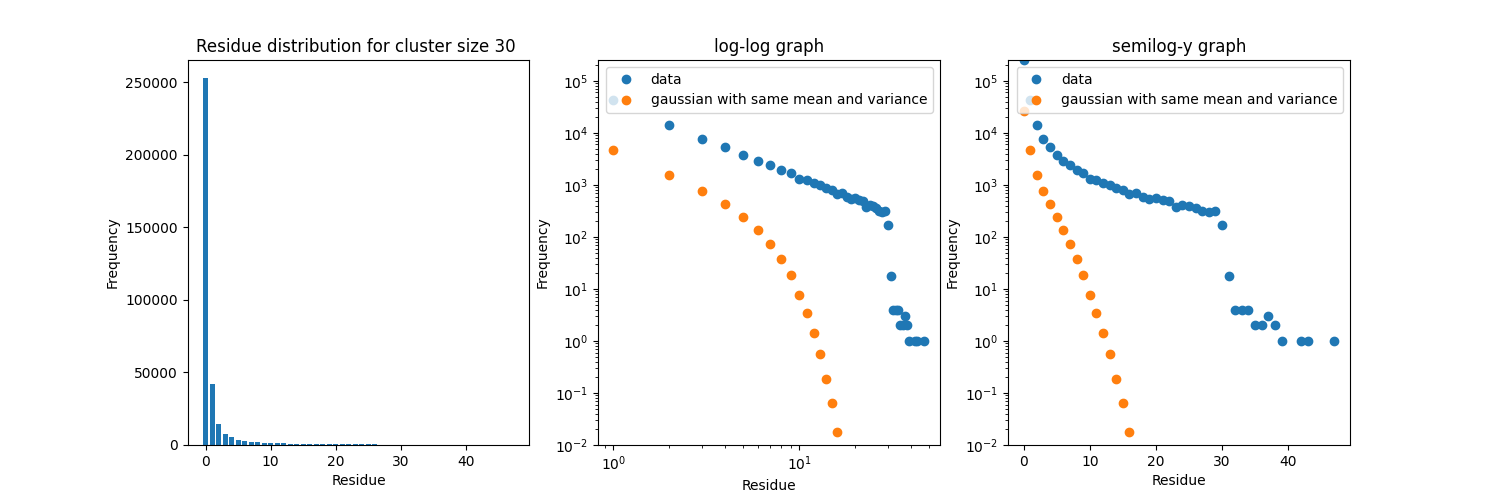 Residue distribution for cluster size 30
250000
200000
150000
100000
50000
0
0 10 20 30 40
Residue
Frequency
log-log graph
data
gaussian with same mean and variance
10^5
10^4
10^3
10^2
10^1
10^0
10^-1
10^-2
10^0 10^1
Residue
Frequency
semilog-y graph
data
gaussian with same mean and variance
10^5
10^4
10^3
10^2
10^1
10^0
10^-1
10^-2
0 10 20 30 40
Residue
Frequency